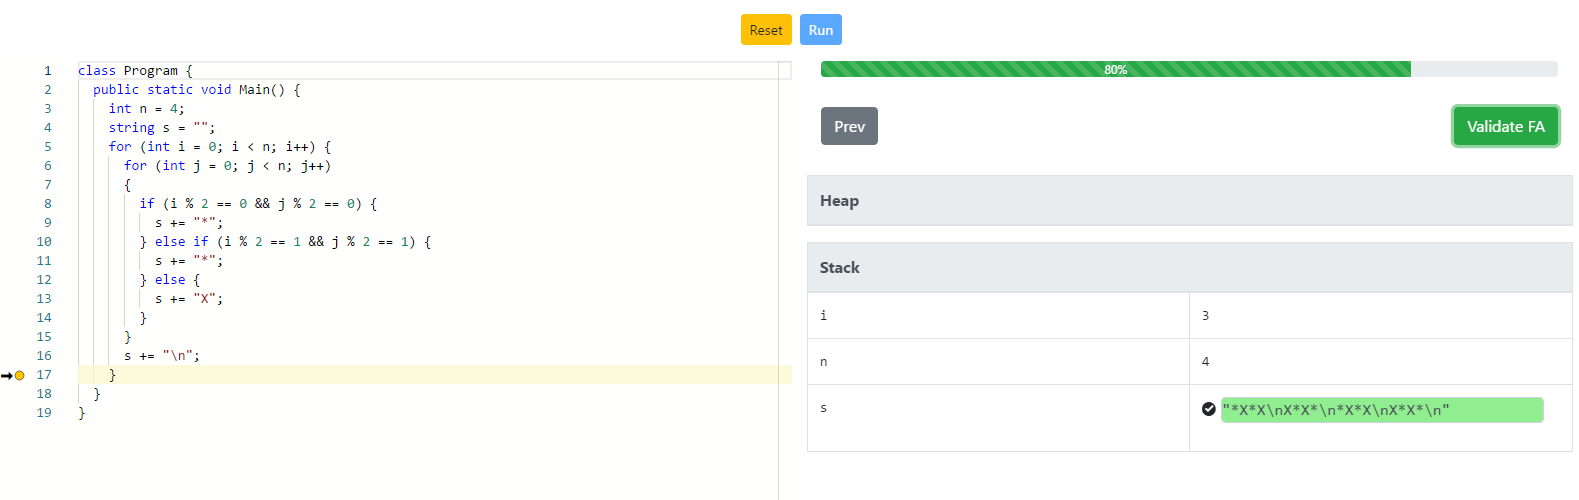 Reset Run
1 class Program {
2 public static void Main() {
3 int n = 4;
4 string s = "";
5 for (int i = 0; i < n; i++) {
6 for (int j = 0; j < n; j++)
7 {
8 if (i % 2 == 0 && j % 2 == 0) {
9 s += "*";
10 } else if (i % 2 == 1 && j % 2 == 1) {
11 s += "*";
12 } else {
13 s += "X";
14 }
15 }
16 s += "\n";
17 }
18 }
19 }
80%
Prev Validate FA
Heap
Stack
i 3
n 4
s "*X*X\nX*X*\n*X*X\nX*X*\n"